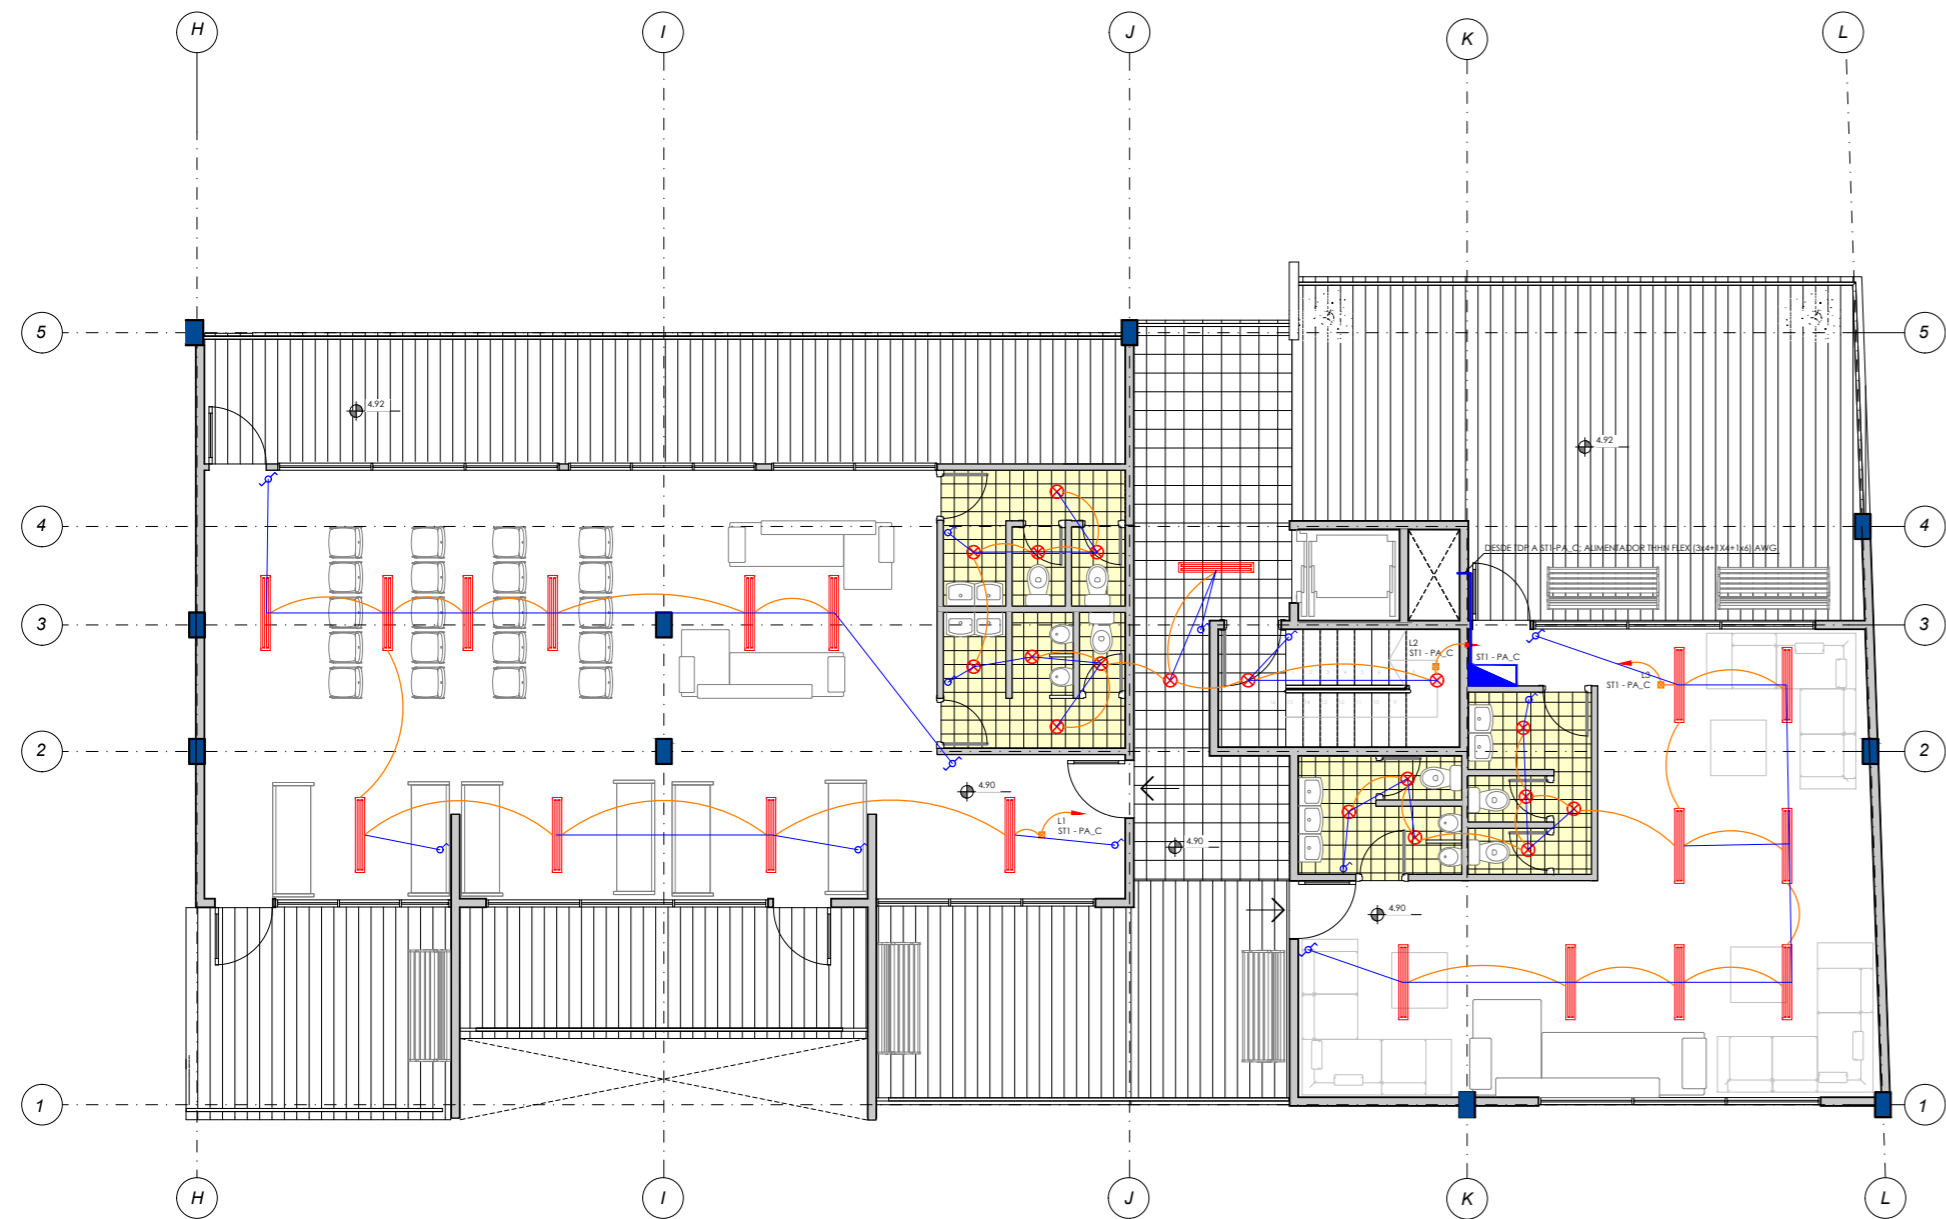 H
I
J
K
L
5
5
4.92
4.92
4
4
DESDE TDP A ST1-PA_C; ALIMENTADOR THHN FLEX (3x4+1X4+1x6) AWG
3
3
L2
ST1 - PA_C
ST1 - PA_C
L3
ST1 - PA_C
2
2
4.90
L1
ST1 - PA_C
4.90
4.90
1
1
H
I
J
K
L